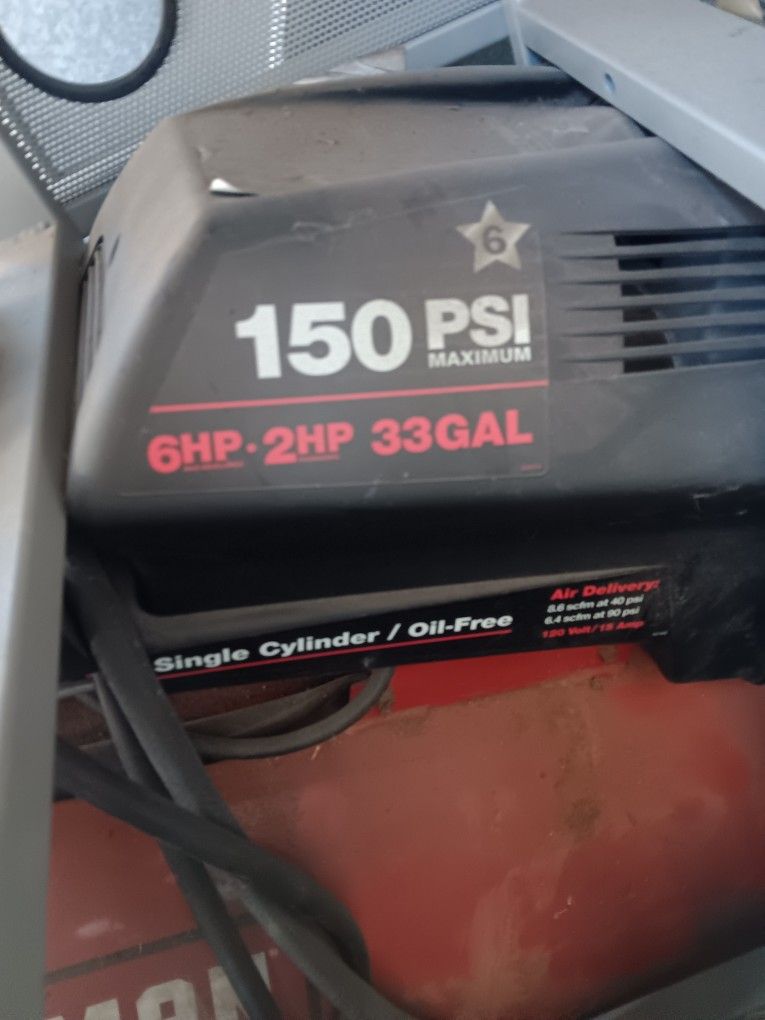 6
150 PSI
MAXIMUM
6HP · 2HP 33GAL
Single Cylinder / Oil-Free
Air Delivery:
8.6 scfm at 40 psi
6.4 scfm at 90 psi
120 Volt/15 Amp